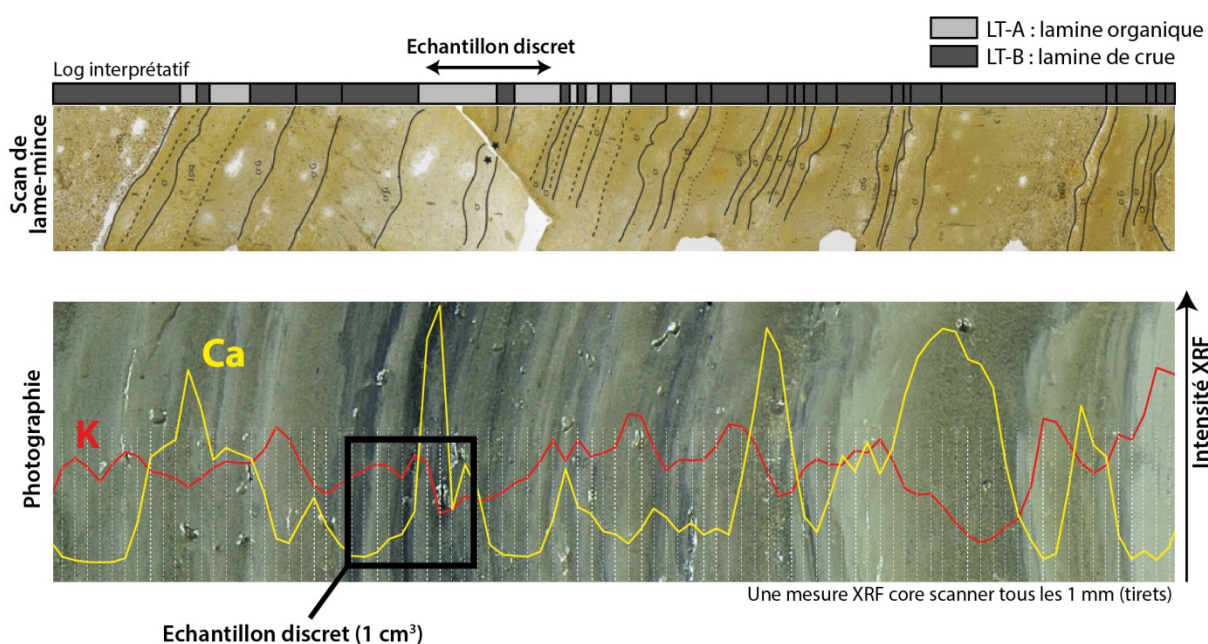 LT-A : lamine organique
LT-B : lamine de crue
Echantillon discret
Log interprétatif
Scan de
lame-mince
Photographie
Ca
K
Intensité XRF
Une mesure XRF core scanner tous les 1 mm (tirets)
Echantillon discret (1 cm³)